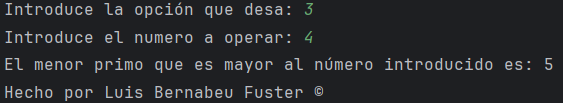 Introduce la opción que desa: 3
Introduce el numero a operar: 4
El menor primo que es mayor al número introducido es: 5
Hecho por Luis Bernabeu Fuster ©